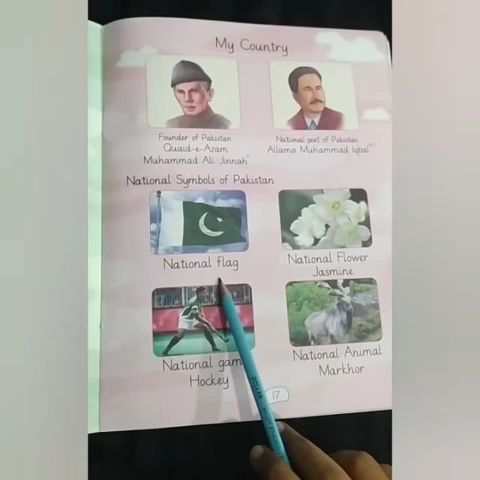 My Country
Founder of Pakistan
Quaid-e-Azam
Muhammad Ali Jinnah
National poet of Pakistan
Allama Muhammad Iqbal
National Symbols of Pakistan
National flag
National Flower
Jasmine
National gam
Hockey
National Animal
Markhor
17